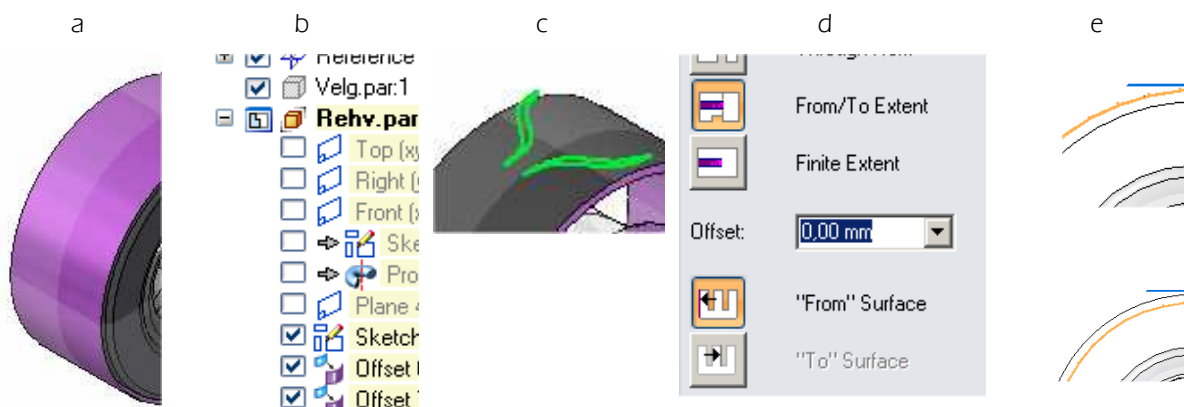 a b c d e
Reference
Velg.par:1
Rehv.par
Top (xy
Right (y
Front (x
Ske
Pro
Plane 4
Sketch
Offset
Offset
From/To Extent
Finite Extent
Offset: 0,00 mm
"From" Surface
"To" Surface